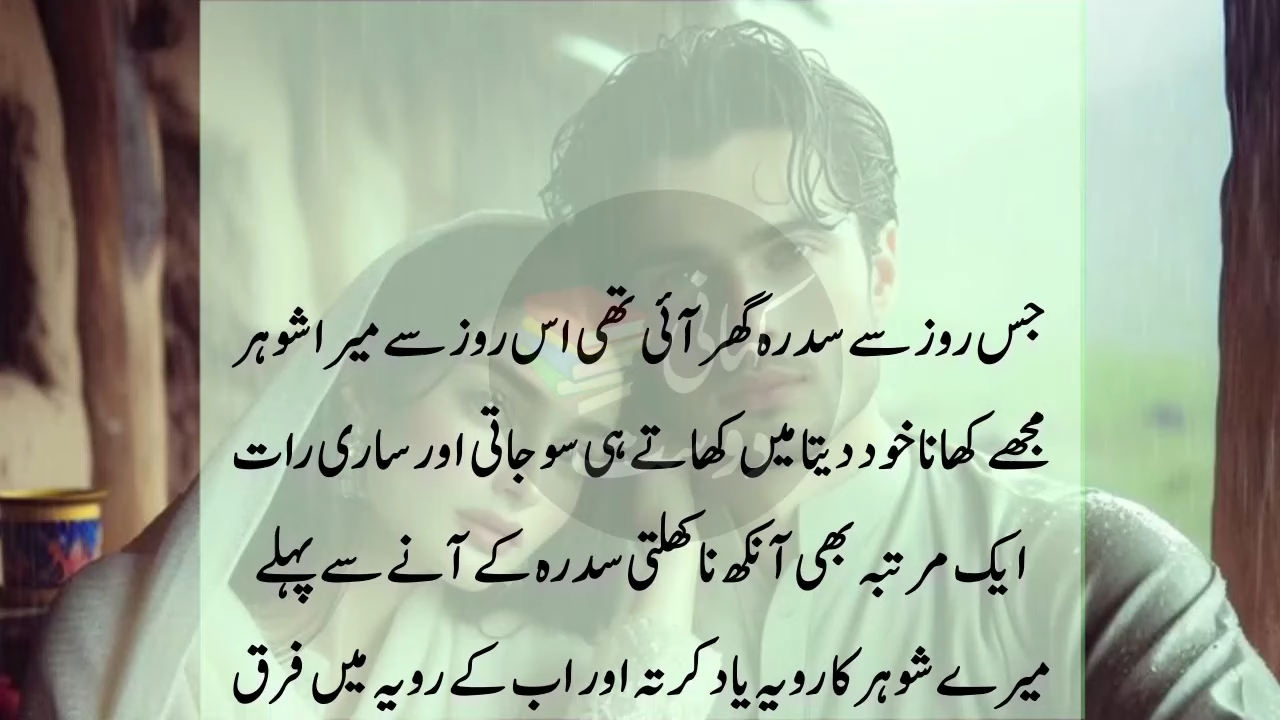 جس روز سے سدرہ گھر آئی تھی اس روز سے میرا شوہر
مجھے کھانا خود دیتا میں کھاتے ہی سو جاتی اور ساری رات
ایک مرتبہ بھی آنکھ نا کھلتی سدرہ کے آنے سے پہلے
میرے شوہر کا رویہ یاد کرتہ اور اب کے رویہ میں فرق
کہانی